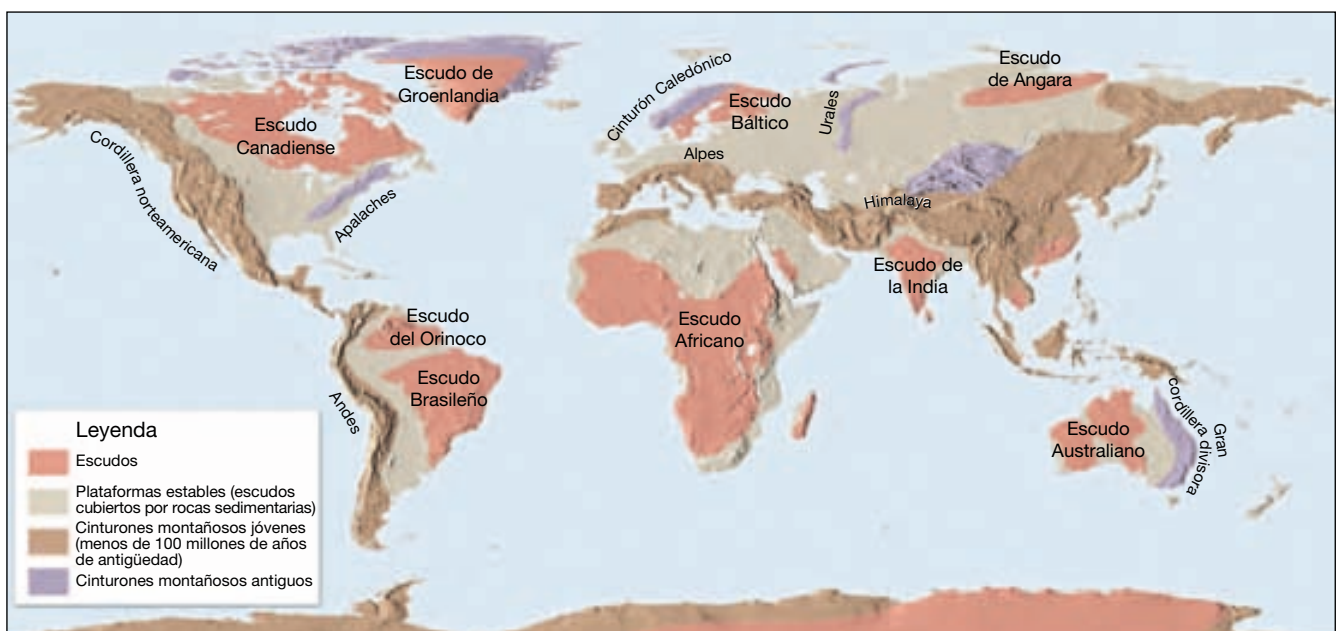 Escudo de
Groenlandia
Escudo
Canadiense
Cordillera norteamericana
Apalaches
Cinturón Caledónico
Escudo
Báltico
Urales
Escudo
de Angara
Alpes
Himalaya
Escudo de
la India
Escudo
Africano
Escudo
del Orinoco
Escudo
Brasileño
Andes
Escudo
Australiano
Gran
cordillera divisora
Leyenda
Escudos
Plataformas estables (escudos
cubiertos por rocas sedimentarias)
Cinturones montañosos jóvenes
(menos de 100 millones de años
de antigüedad)
Cinturones montañosos antiguos